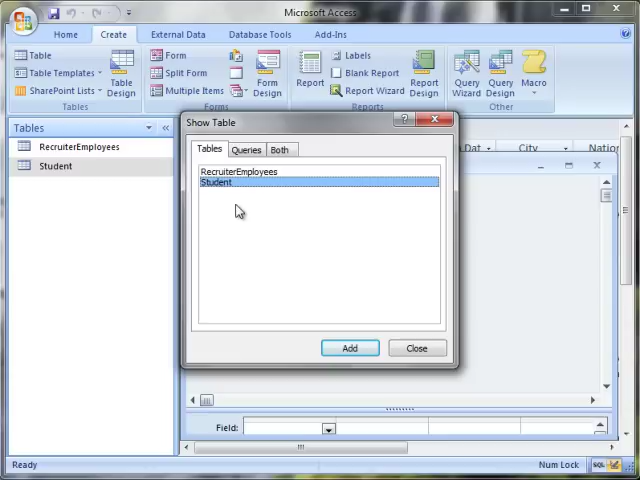 Microsoft Access
Home Create External Data Database Tools Add-Ins
Table
Table Templates
SharePoint Lists
Table Design
Tables
Form
Split Form
Multiple Items
Form Design
Forms
Report
Labels
Blank Report
Report Wizard
Report Design
Reports
Query Wizard
Query Design
Macro
Other
Tables
RecruiterEmployees
Student
City Nation
Show Table
Tables Queries Both
RecruiterEmployees
Student
Add Close
Field:
Ready Num Lock SQL